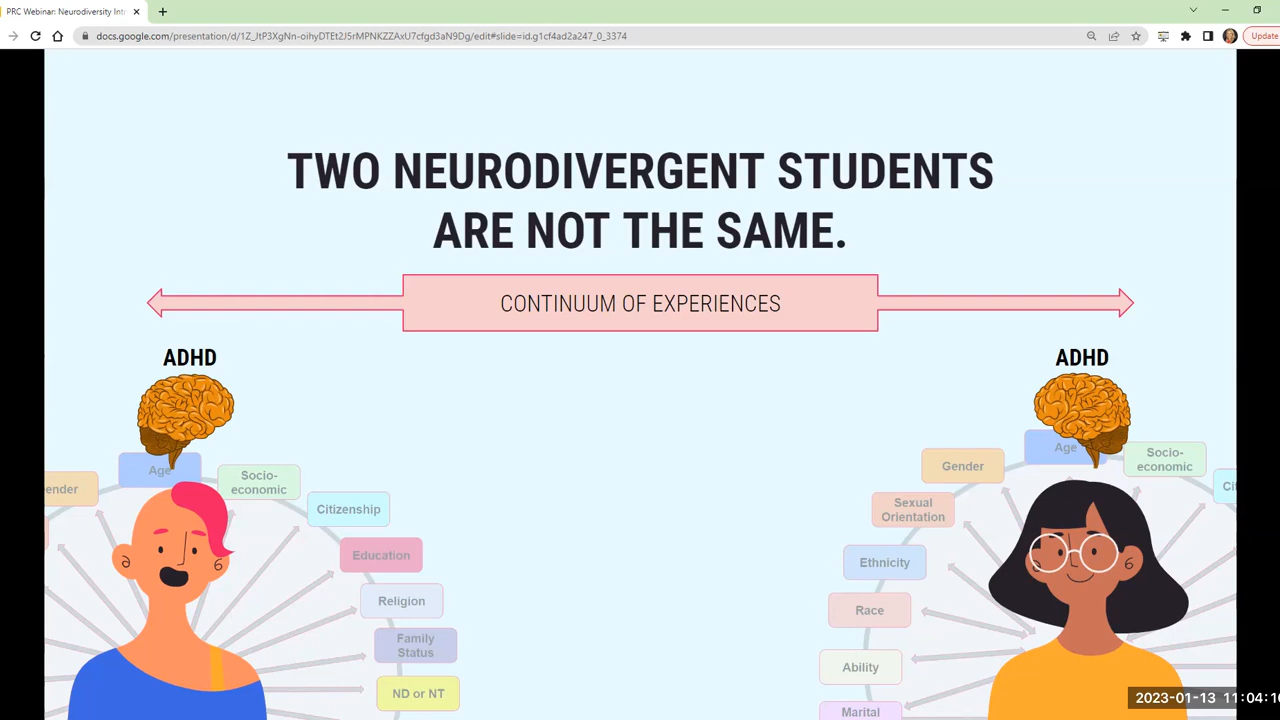 PRC Webinar: Neurodiversity Intr
docs.google.com/presentation/d/1Z_JtP3XgNn-oihyDTEt2J5rMPNKZZAxU7cfgd3aN9Dg/edit#slide=id.g1cf4ad2a247_0_3374
Update
TWO NEURODIVERGENT STUDENTS
ARE NOT THE SAME.
CONTINUUM OF EXPERIENCES
ADHD
ADHD
Age
Socio-
economic
ender
Citizenship
Education
Religion
Family
Status
ND or NT
Age
Socio-
economic
Gender
Cit
Sexual
Orientation
Ethnicity
Race
Ability
Marital
2023-01-13 11:04:1